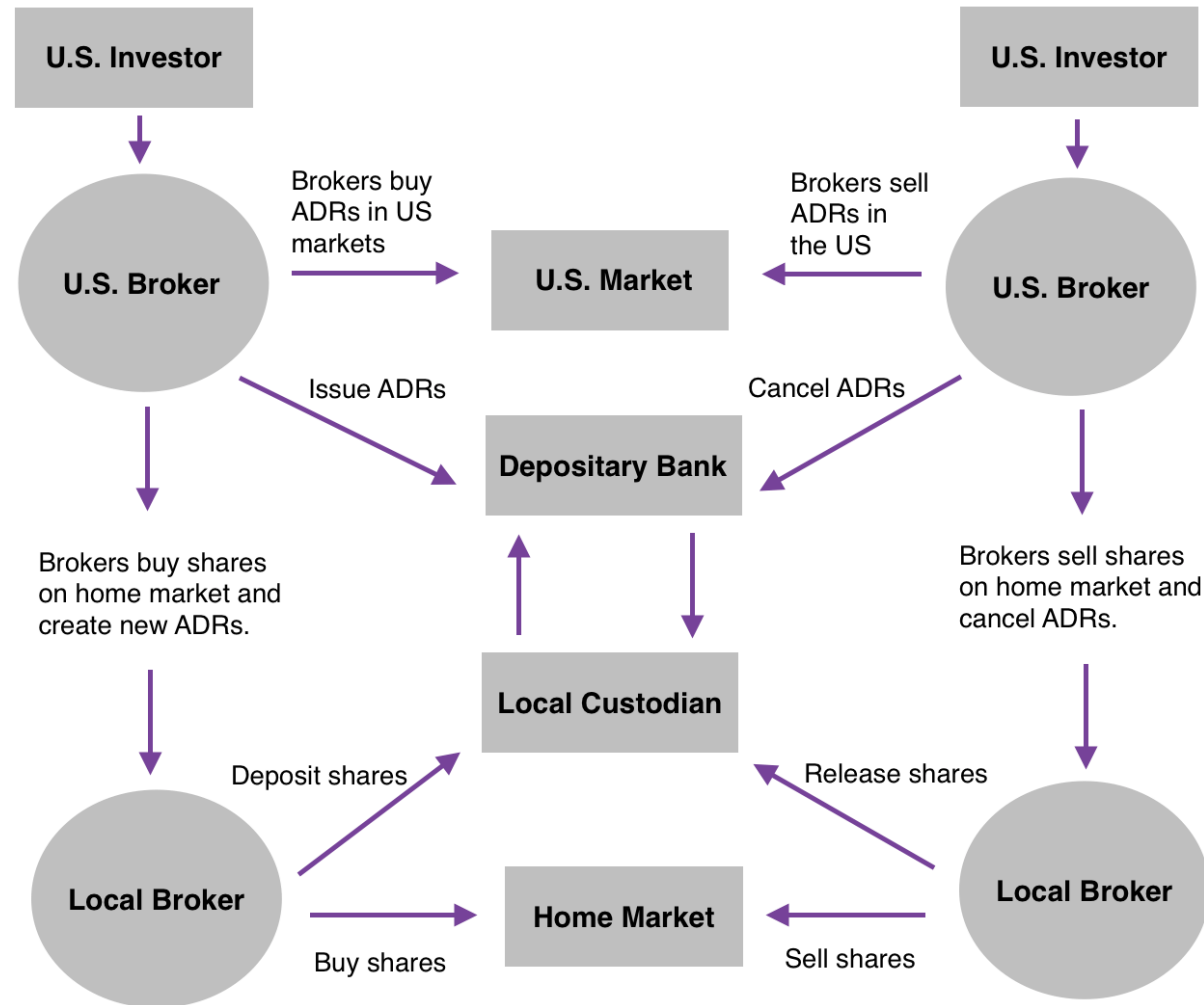 U.S. Investor
U.S. Investor
Brokers buy
ADRs in US
markets
Brokers sell
ADRs in
the US
U.S. Broker
U.S. Market
U.S. Broker
Issue ADRs
Cancel ADRs
Depositary Bank
Brokers buy shares
on home market and
create new ADRs.
Brokers sell shares
on home market and
cancel ADRs.
Local Custodian
Deposit shares
Release shares
Local Broker
Home Market
Local Broker
Buy shares
Sell shares